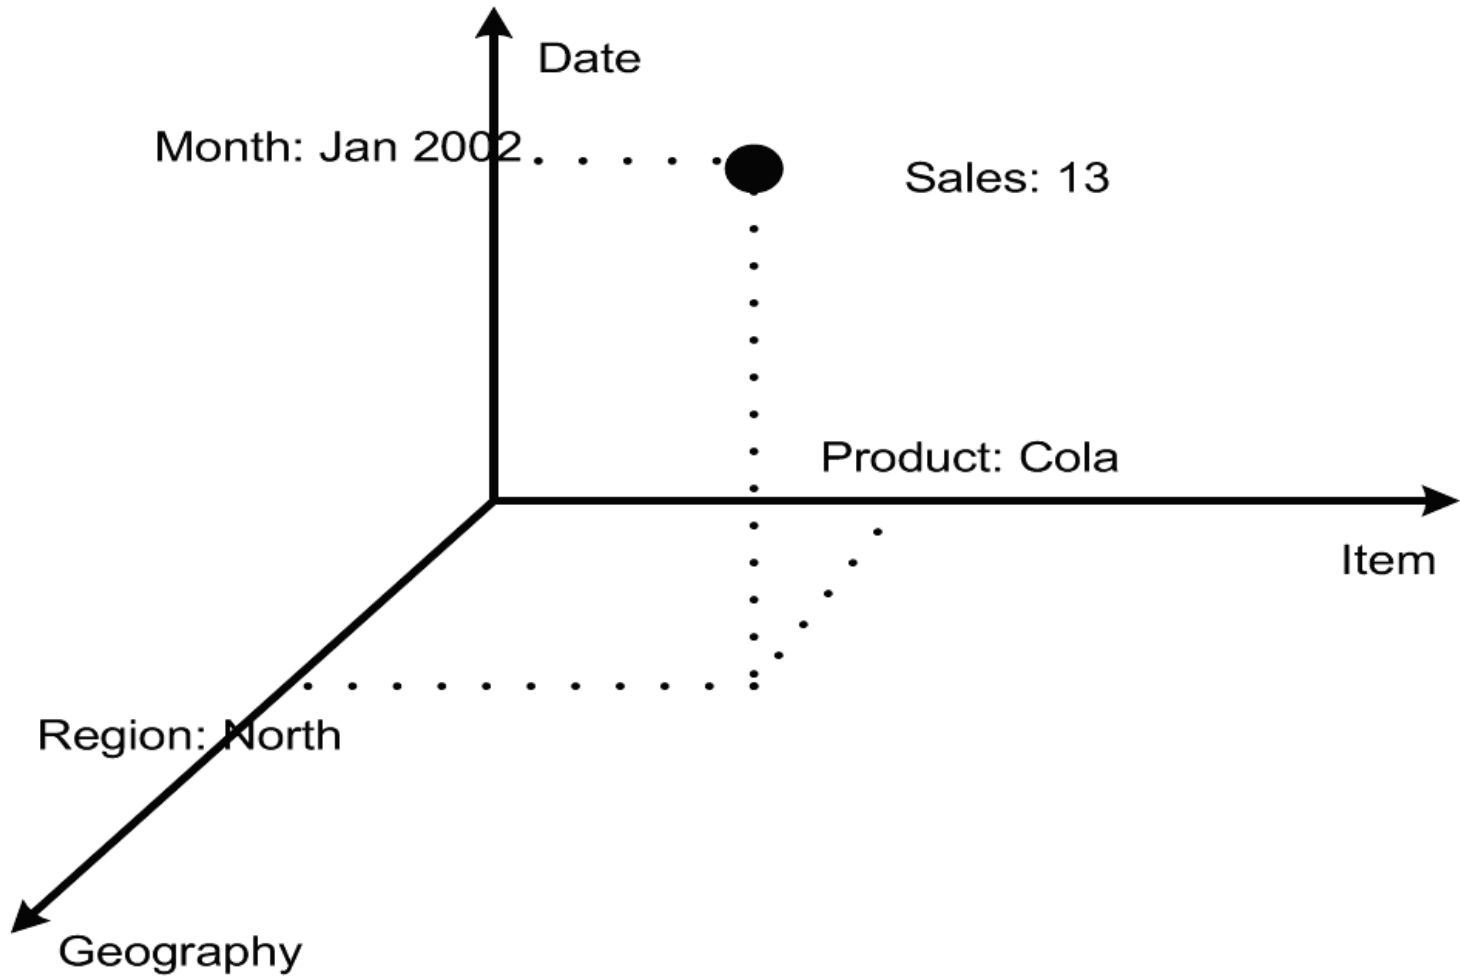 Date
Month: Jan 2002
Sales: 13
Product: Cola
Item
Region: North
Geography